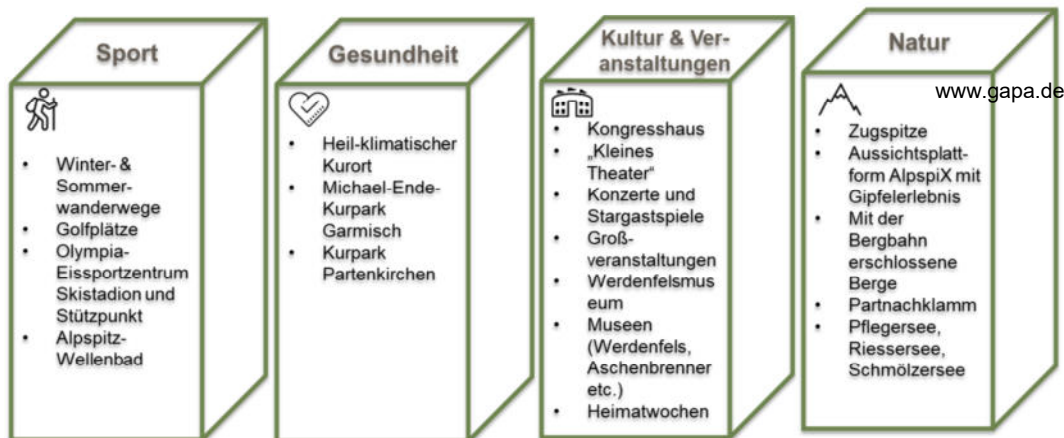 Sport
Winter- &
Sommer-
wanderwege
Golfplätze
Olympia-
Eissportzentrum
Skistadion und
Stützpunkt
Alpspitz-
Wellenbad
Gesundheit
Heil-klimatischer
Kurort
Michael-Ende-
Kurpark
Garmisch
Kurpark
Partenkirchen
Kultur & Ver-
anstaltungen
Kongresshaus
„Kleines
Theater“
Konzerte und
Stargastspiele
Groß-
veranstaltungen
Werdenfelsmus
eum
Museen
(Werdenfels,
Aschenbrenner
etc.)
Heimatwochen
Natur
www.gapa.de
Zugspitze
Aussichtsplatt-
form AlpspiX mit
Gipfelerlebnis
Mit der
Bergbahn
erschlossene
Berge
Partnachklamm
Pflegersee,
Riessersee,
Schmölzersee